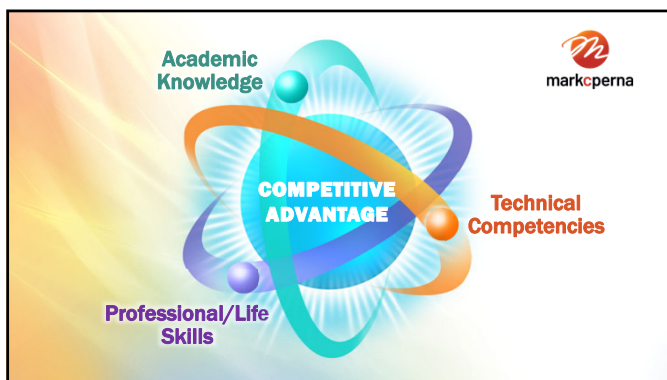 Academic
Knowledge
markcperna
COMPETITIVE
ADVANTAGE
Technical
Competencies
Professional/Life
Skills